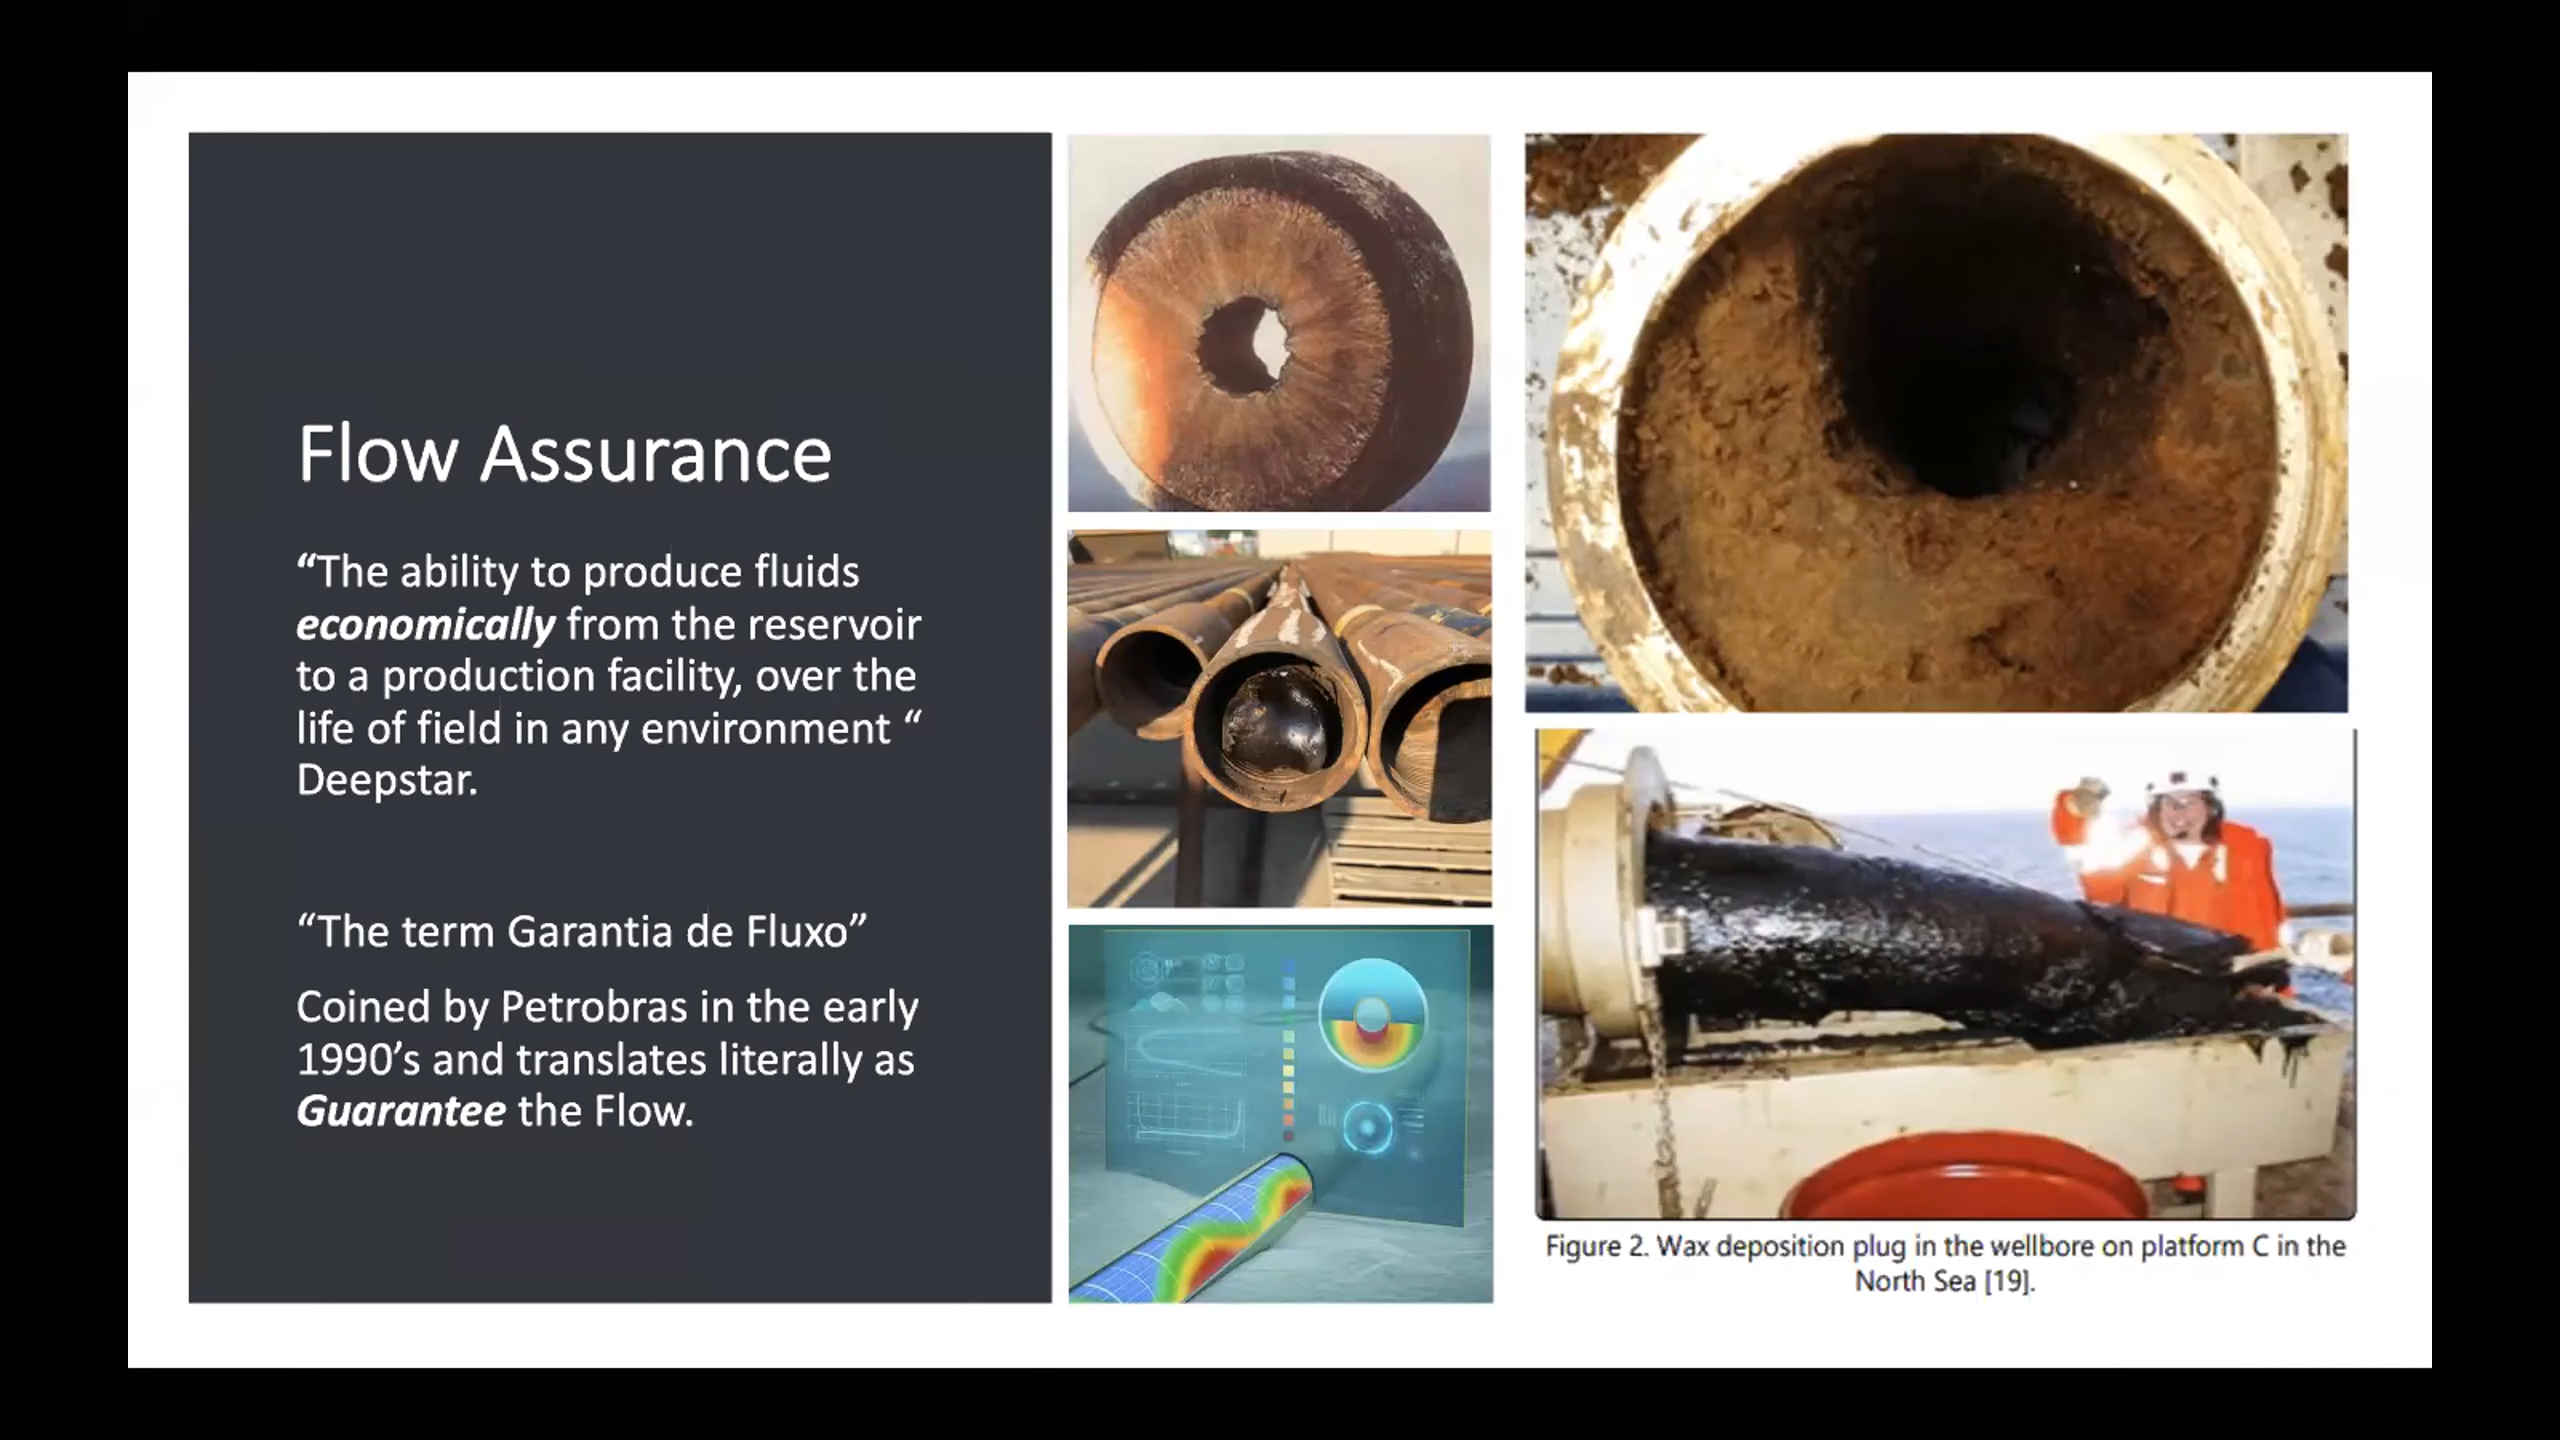 Flow Assurance
“The ability to produce fluids
economically from the reservoir
to a production facility, over the
life of field in any environment “
Deepstar.
“The term Garantia de Fluxo”
Coined by Petrobras in the early
1990’s and translates literally as
Guarantee the Flow.
Figure 2. Wax deposition plug in the wellbore on platform C in the
North Sea [19].